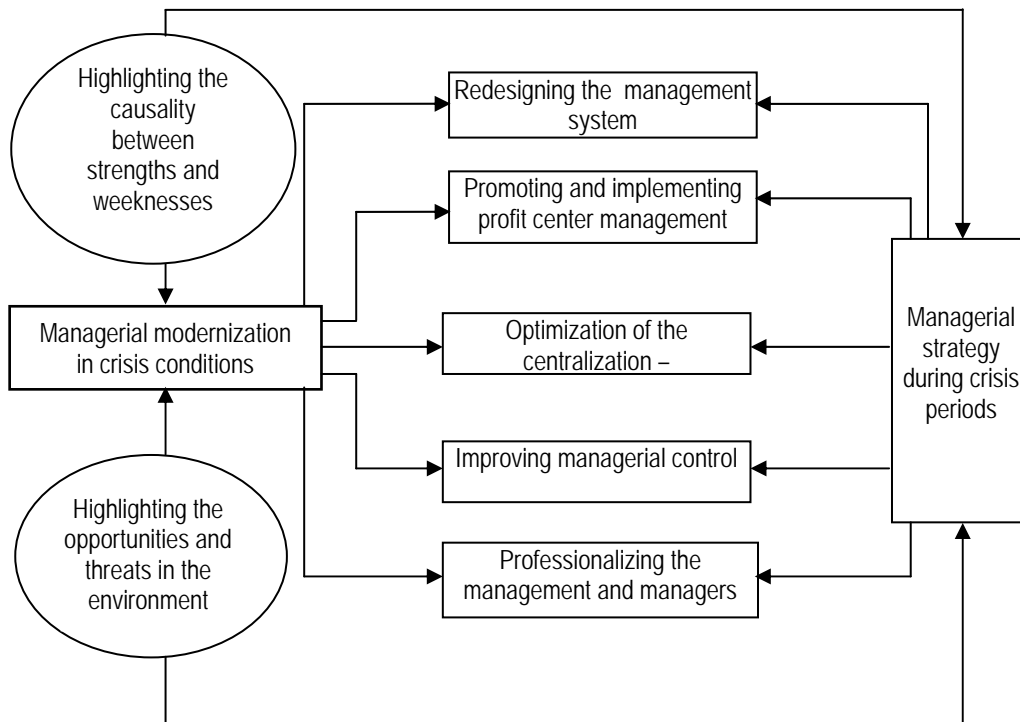 Highlighting the
causality
between
strengths and
weeknesses
Managerial modernization
in crisis conditions
Highlighting the
opportunities and
threats in the
environment
Redesigning the management
system
Promoting and implementing
profit center management
Optimization of the
centralization –
Improving managerial control
Professionalizing the
management and managers
Managerial
strategy
during crisis
periods